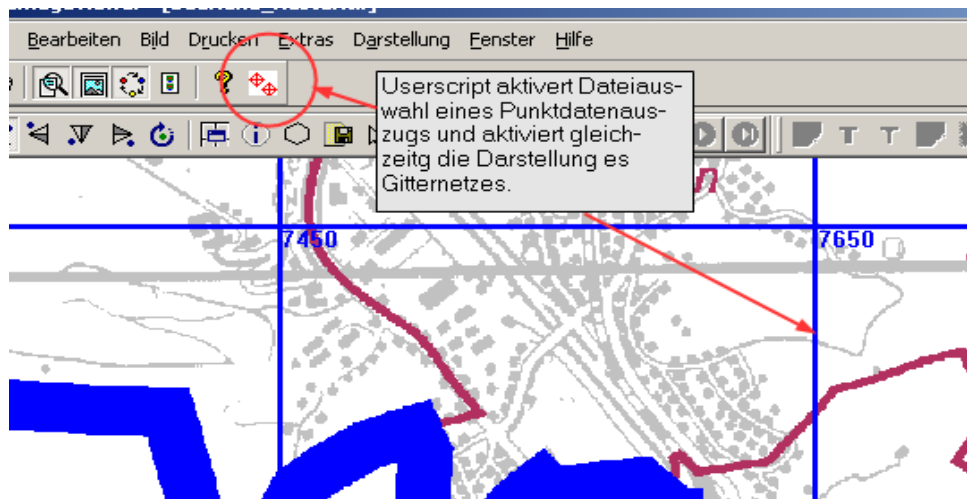 Bearbeiten Bild Drucken Extras Darstellung Fenster Hilfe
Userscript aktivert Dateiaus-
wahl eines Punktdatenaus-
zugs und aktiviert gleich-
zeitg die Darstellung es
Gitternetzes.
n
7450
7650
T T